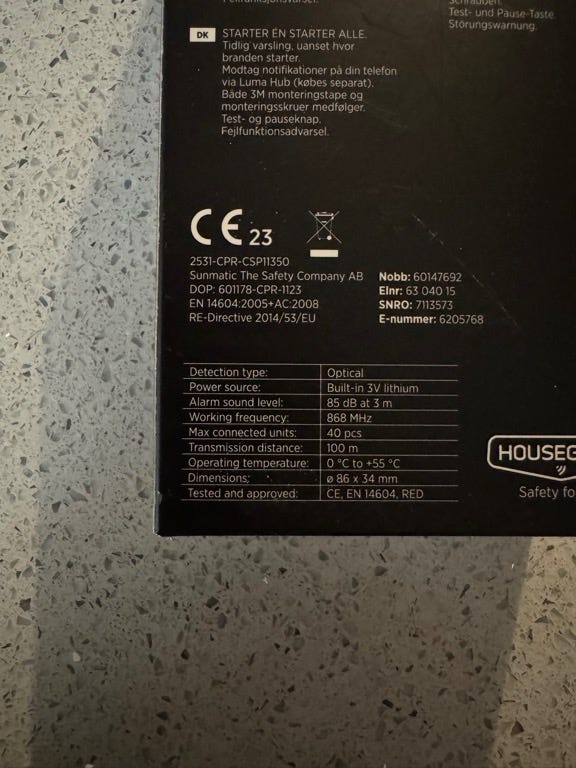 Test- und Pause-Taste.
Störungswarnung.
DK STARTER ÉN STARTER ALLE.
Tidlig varsling, uanset hvor
branden starter.
Modtag notifikationer på din telefon
via Luma Hub (købes separat).
Både 3M monteringstape og
monteringsskruer medfølger.
Test- og pauseknap.
Fejlfunktionsadvarsel.
CE 23
2531-CPR-CSP11350
Sunmatic The Safety Company AB
DOP: 601178-CPR-1123
EN 14604:2005+AC:2008
RE-Directive 2014/53/EU
Nobb: 60147692
Elnr: 63 040 15
SNRO: 7113573
E-nummer: 6205768
Detection type: Optical
Power source: Built-in 3V lithium
Alarm sound level: 85 dB at 3 m
Working frequency: 868 MHz
Max connected units: 40 pcs
Transmission distance: 100 m
Operating temperature: 0 °C to +55 °C
Dimensions: ø 86 x 34 mm
Tested and approved: CE, EN 14604, RED
HOUSEG
Safety fo